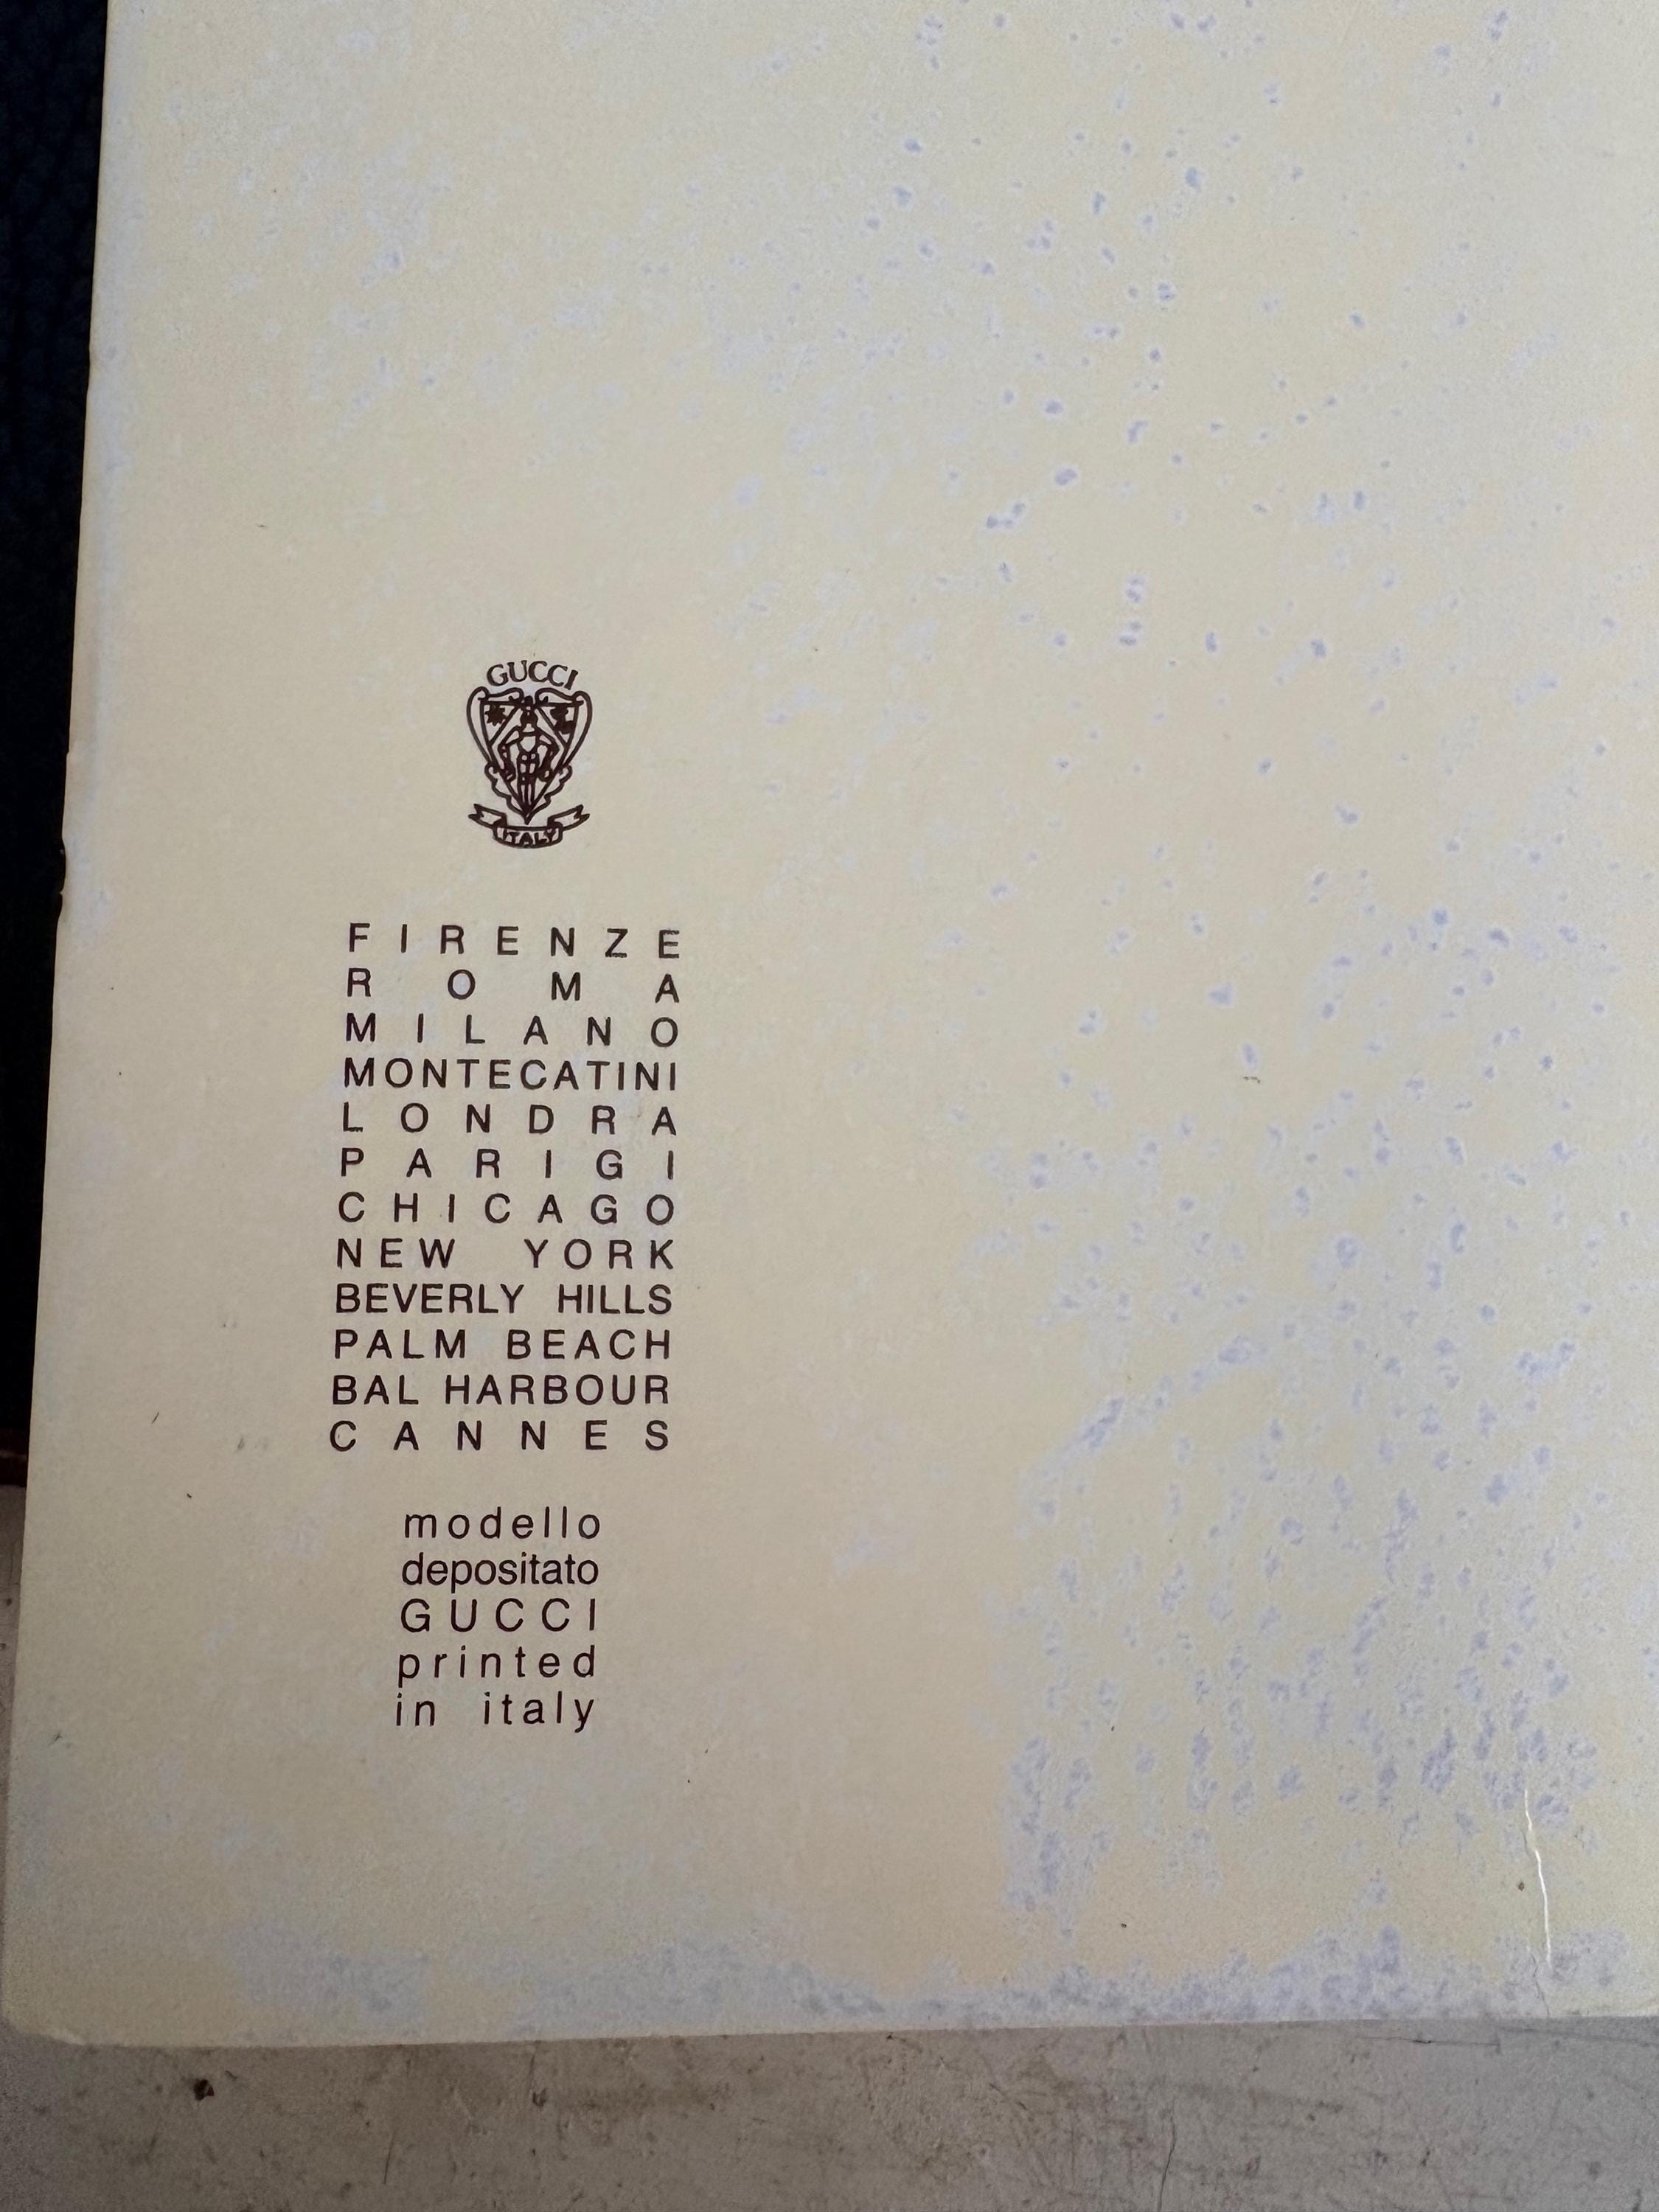 GUCCI
ITALY
FIRENZE
ROMA
MILANO
MONTECATINI
LONDRA
PARIGI
CHICAGO
NEW YORK
BEVERLY HILLS
PALM BEACH
BAL HARBOUR
CANNES
modello
depositato
GUCCI
printed
in italy